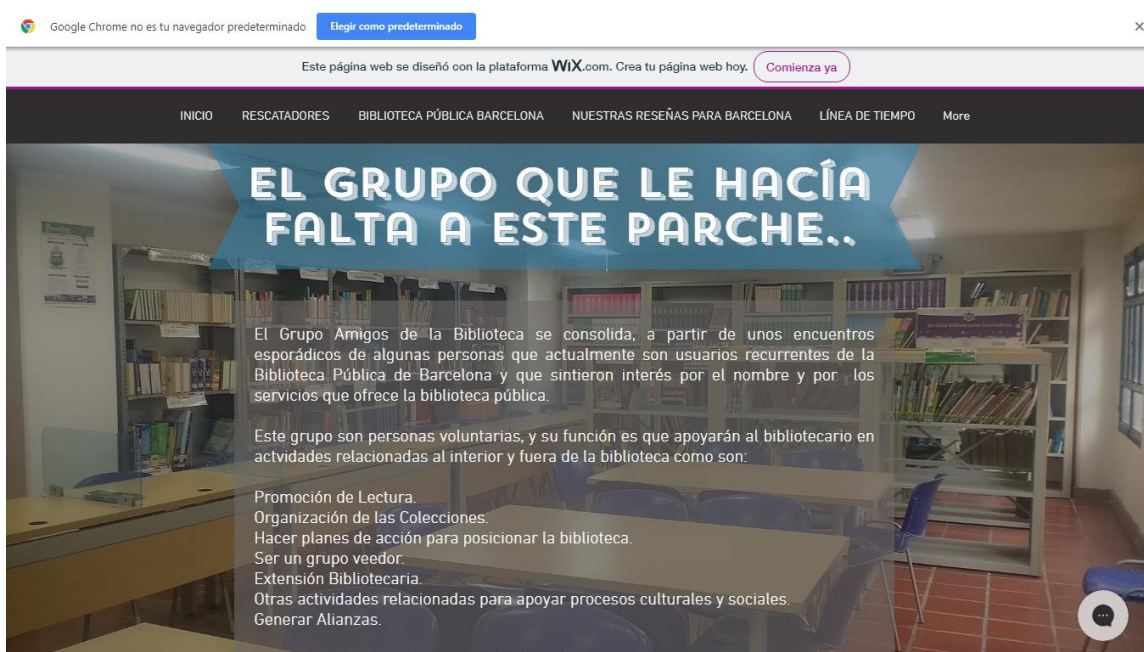 Google Chrome no es tu navegador predeterminado Elegir como predeterminado
Este página web se diseñó con la plataforma WiX.com. Crea tu página web hoy. Comienza ya
INICIO RESCATADORES BIBLIOTECA PÚBLICA BARCELONA NUESTRAS RESEÑAS PARA BARCELONA LÍNEA DE TIEMPO More
EL GRUPO QUE LE HACÍA
FALTA A ESTE PARCHE..
El Grupo Amigos de la Biblioteca se consolida, a partir de unos encuentros
esporádicos de algunas personas que actualmente son usuarios recurrentes de la
Biblioteca Pública de Barcelona y que sintieron interés por el nombre y por los
servicios que ofrece la biblioteca pública.
Este grupo son personas voluntarias, y su función es que apoyarán al bibliotecario en
actvidades relacionadas al interior y fuera de la biblioteca como son:
Promoción de Lectura.
Organización de las Colecciones.
Hacer planes de acción para posicionar la biblioteca.
Ser un grupo veedor.
Extensión Bibliotecaria.
Otras actividades relacionadas para apoyar procesos culturales y sociales.
Generar Alianzas.